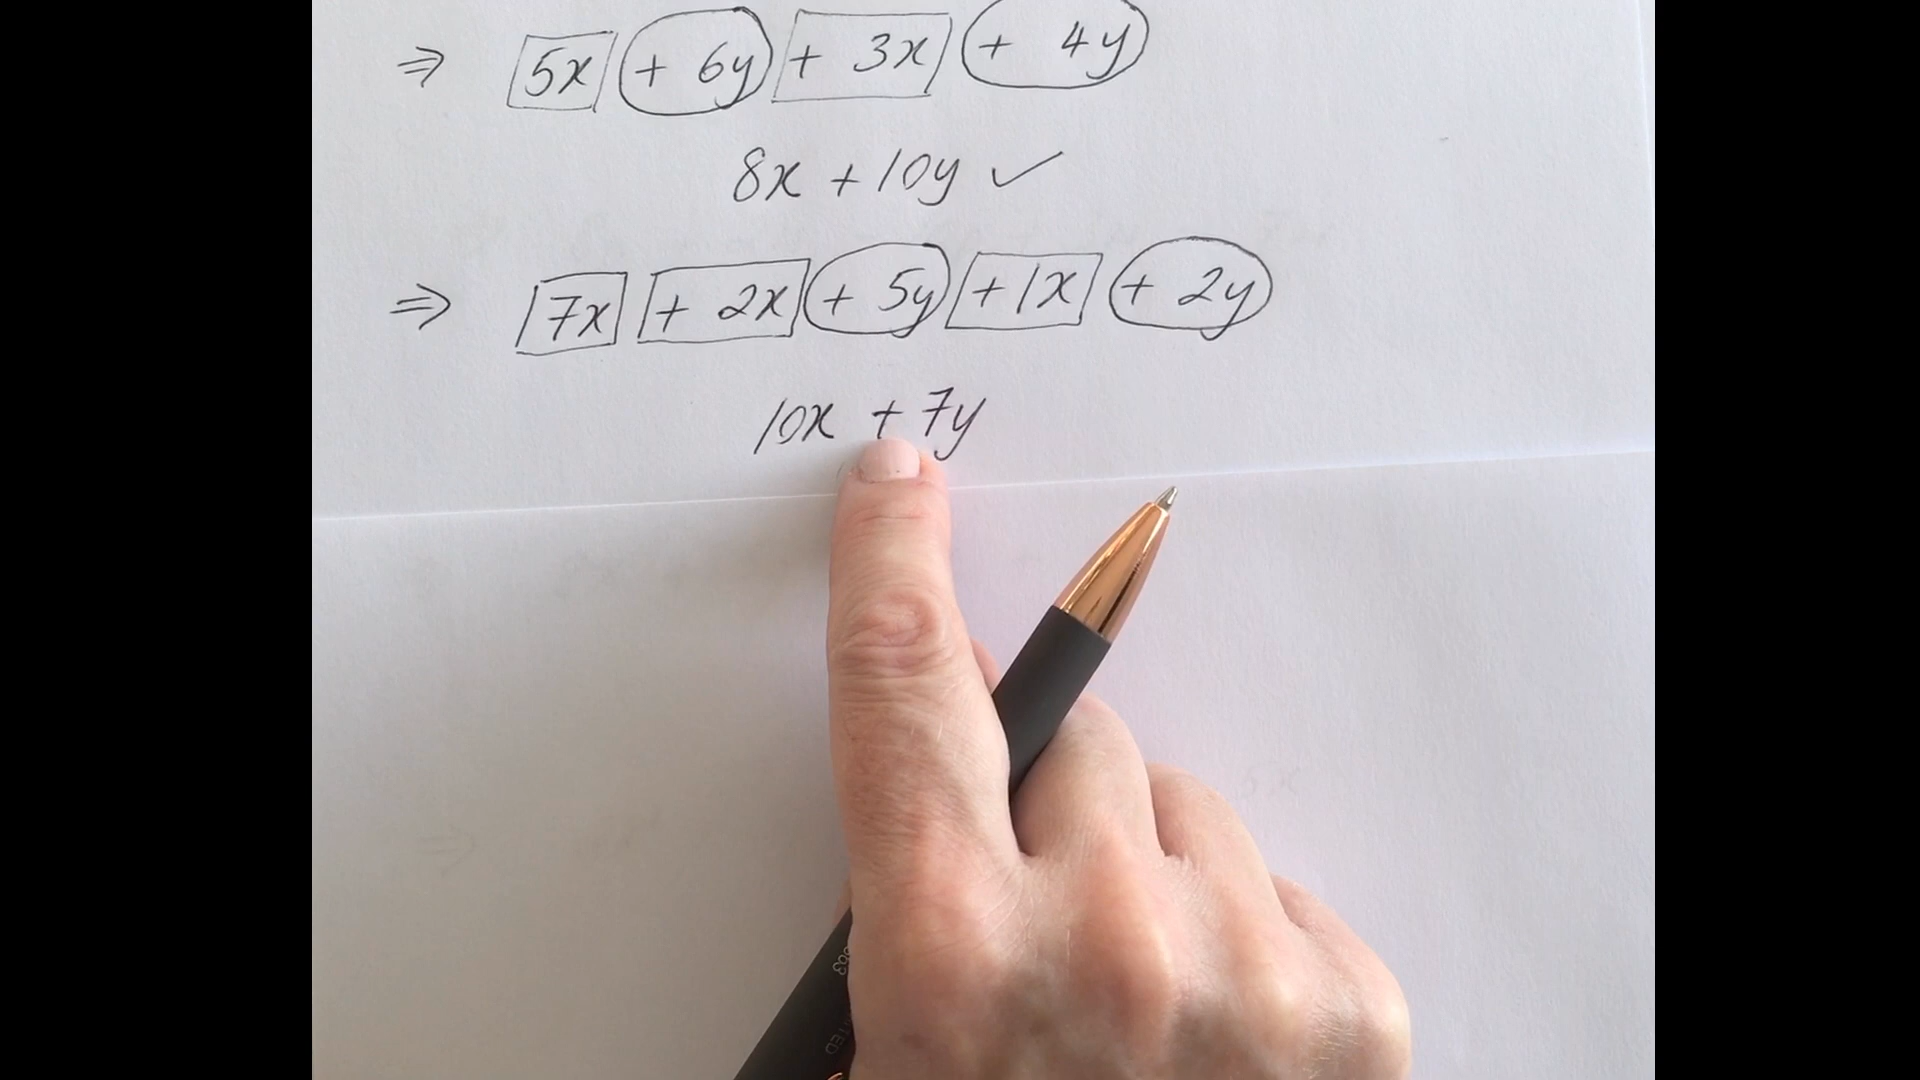 ⇒ 5x + 6y + 3x + 4y
8x + 10y ✓
⇒ 7x + 2x + 5y + 1x + 2y
10x + 7y